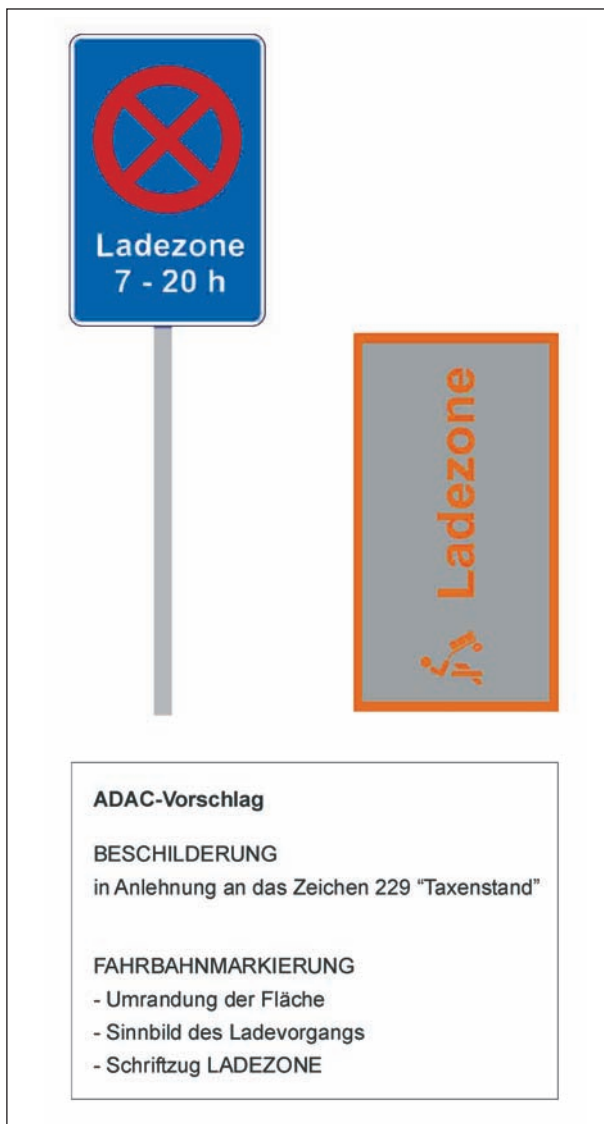 Ladezone
7 - 20 h
Ladezone
ADAC-Vorschlag
BESCHILDERUNG
in Anlehnung an das Zeichen 229 “Taxenstand”
FAHRBAHNMARKIERUNG
- Umrandung der Fläche
- Sinnbild des Ladevorgangs
- Schriftzug LADEZONE